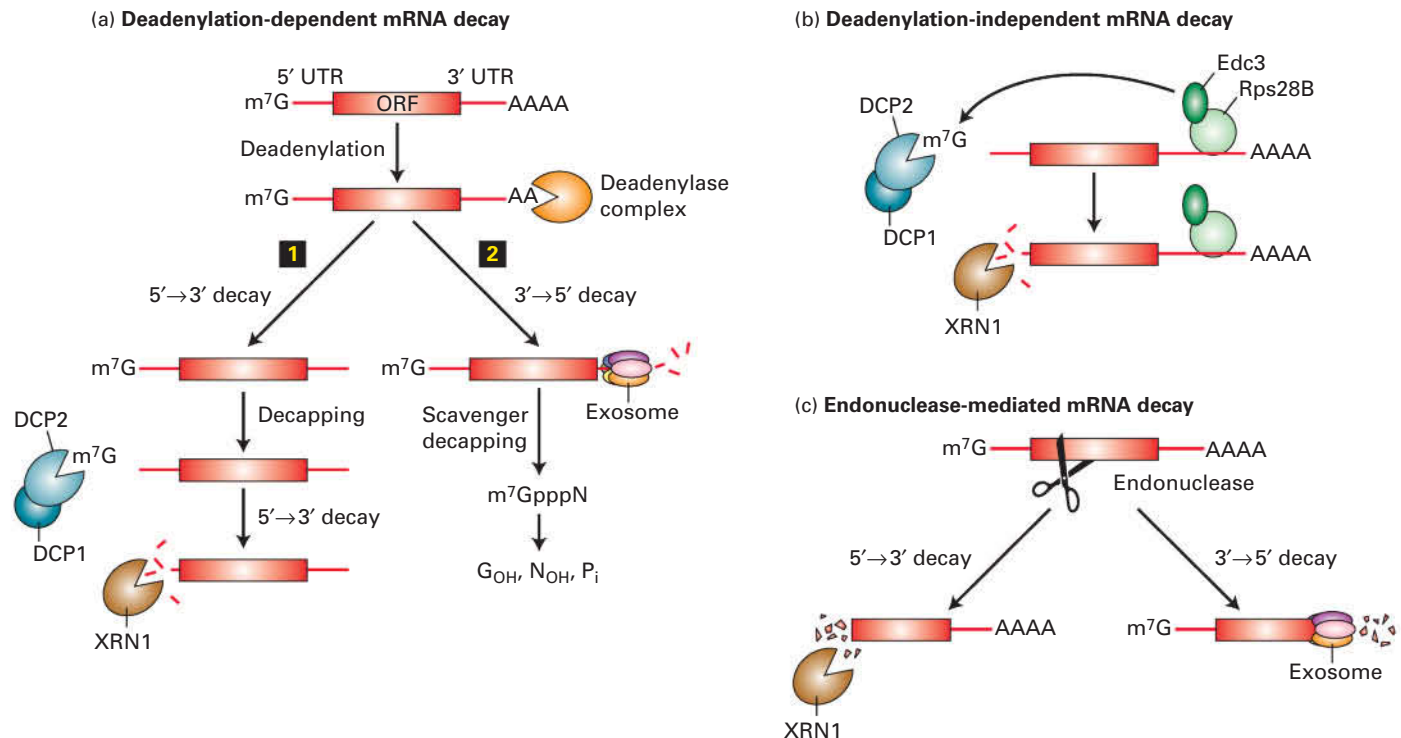 (a) Deadenylation-dependent mRNA decay
5′ UTR
3′ UTR
m⁷G
ORF
AAAA
Deadenylation
m⁷G
AA
Deadenylase
complex
1
2
5′→3′ decay
3′→5′ decay
m⁷G
m⁷G
Exosome
Decapping
Scavenger
decapping
DCP2
m⁷G
DCP1
m⁷GpppN
5′→3′ decay
G_OH, N_OH, P_i
XRN1
(b) Deadenylation-independent mRNA decay
Edc3
Rps28B
DCP2
m⁷G
AAAA
DCP1
AAAA
XRN1
(c) Endonuclease-mediated mRNA decay
m⁷G
AAAA
Endonuclease
5′→3′ decay
3′→5′ decay
AAAA
m⁷G
Exosome
XRN1